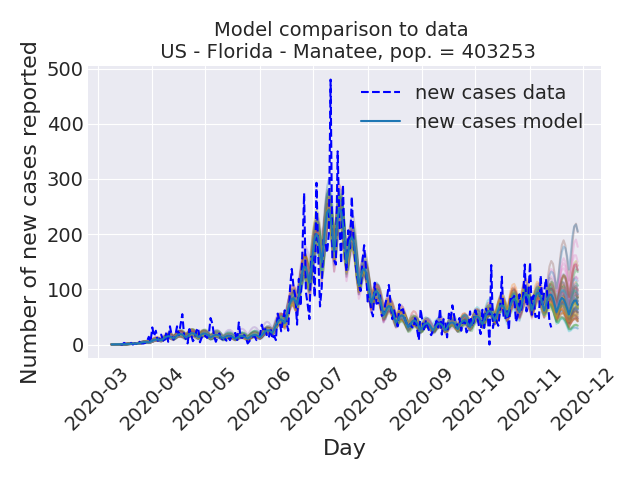 Model comparison to data
US - Florida - Manatee, pop. = 403253
Number of new cases reported
500
400
300
200
100
0
new cases data
new cases model
2020-03
2020-04
2020-05
2020-06
2020-07
2020-08
2020-09
2020-10
2020-11
2020-12
Day